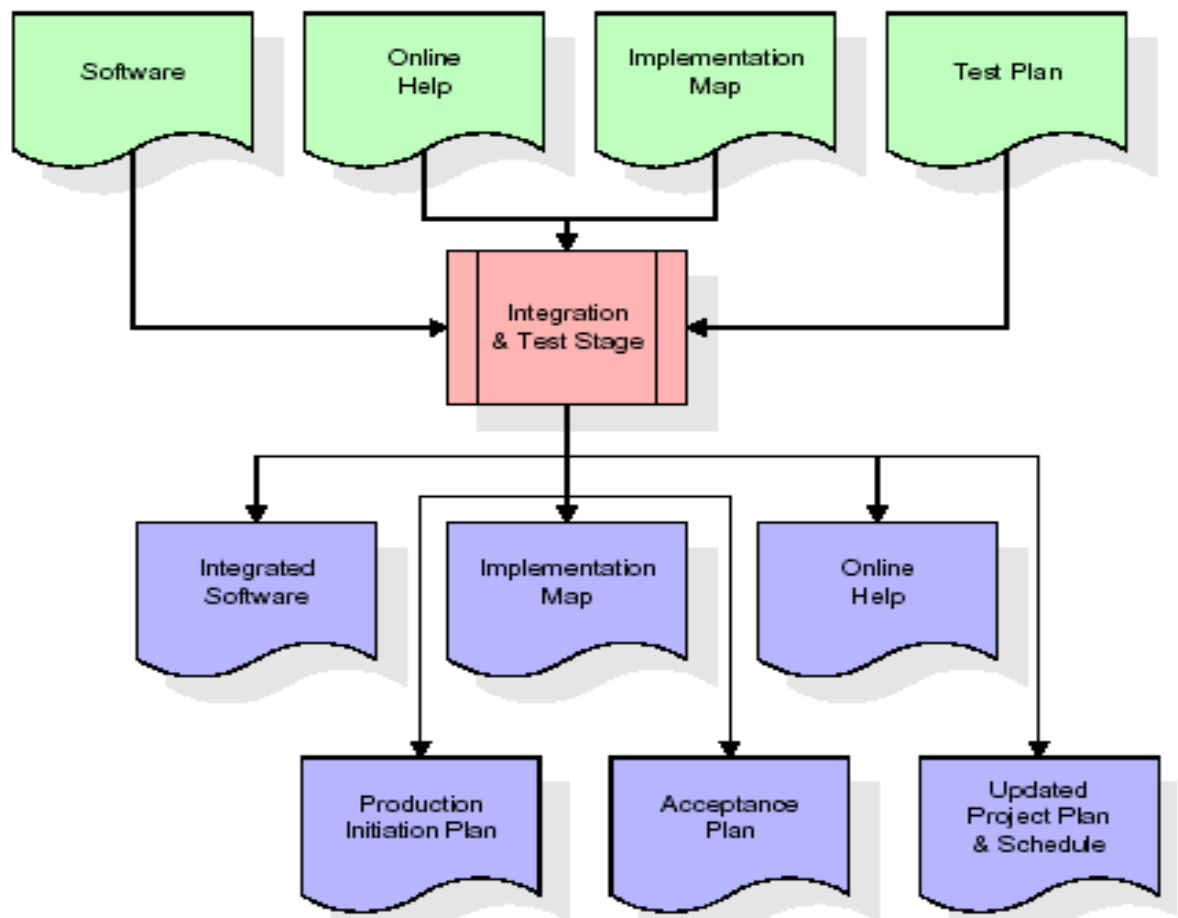 Software
Online
Help
Implementation
Map
Test Plan
Integration
& Test Stage
Integrated
Software
Implementation
Map
Online
Help
Production
Initiation Plan
Acceptance
Plan
Updated
Project Plan
& Schedule